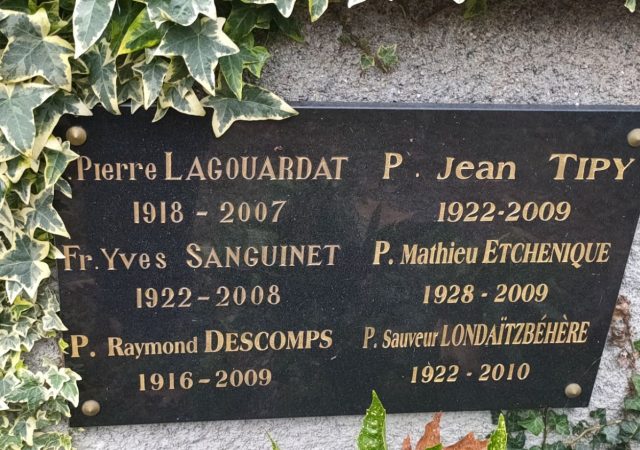 . Pierre LAGOUARDAT
1918 - 2007
Fr. Yves SANGUINET
1922 - 2008
P. Raymond DESCOMPS
1916 - 2009
P. Jean TIPY
1922-2009
P. Mathieu ETCHENIQUE
1928 - 2009
P. Sauveur LONDAÏTZBÉHÈRE
1922 - 2010